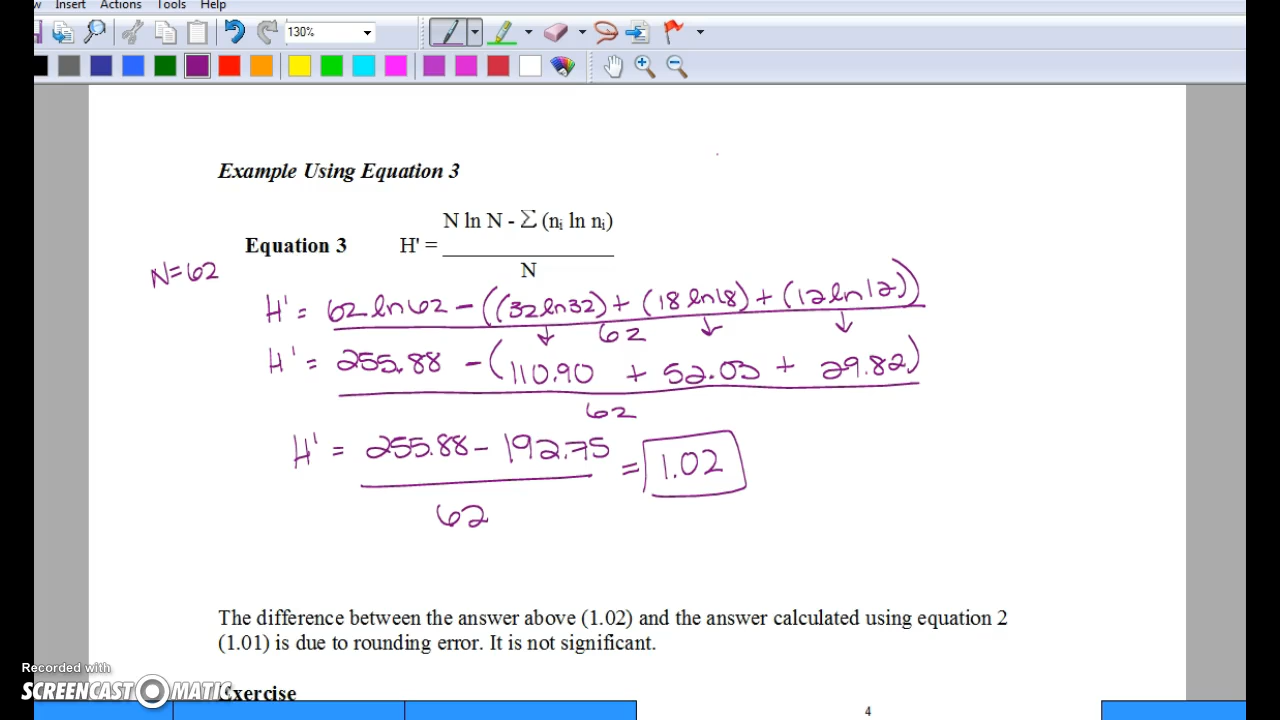 Insert Actions Tools Help
130%
Example Using Equation 3
N ln N - Σ (nᵢ ln nᵢ)
Equation 3 H' =
N
N=62
H' = 62 ln 62 - ((32 ln 32) + (18 ln 18) + (12 ln 12))
62
H' = 255.88 - (110.90 + 52.03 + 29.82)
62
H' = 255.88 - 192.75 = 1.02
62
The difference between the answer above (1.02) and the answer calculated using equation 2
(1.01) is due to rounding error. It is not significant.
Exercise
Recorded with
SCREENCAST MATIC
4